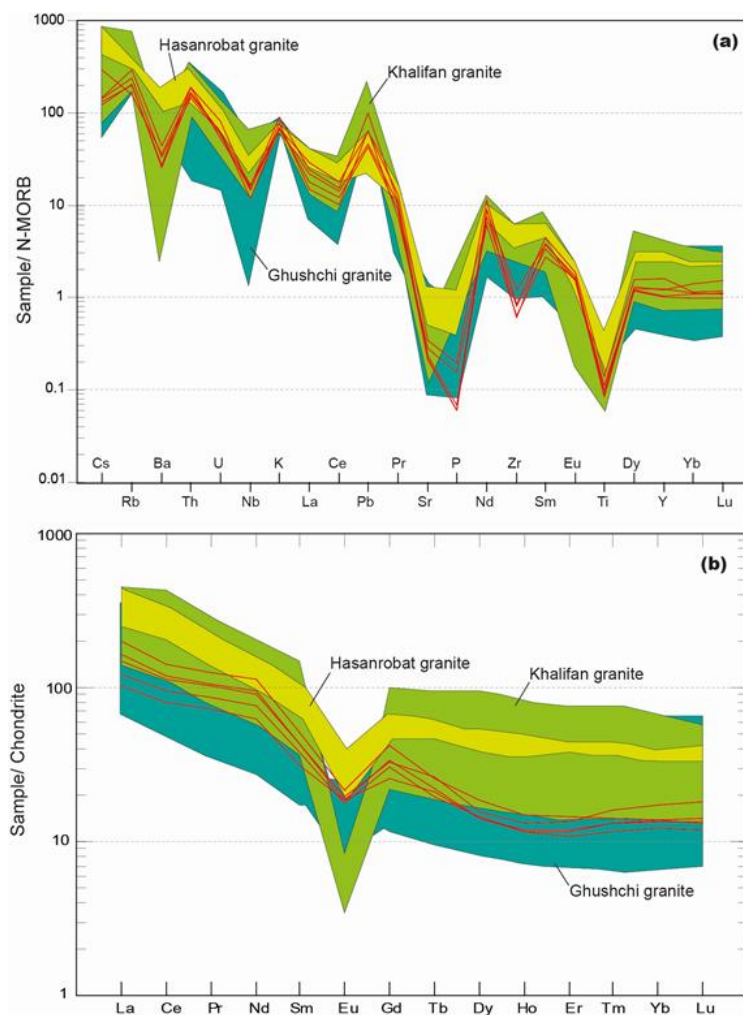 1000
(a)
Hasanrobat granite
Khalifan granite
100
10
Ghushchi granite
1
0.1
0.01
Sample/ N-MORB
Cs Ba U K Ce Pr P Zr Eu Dy Yb
Rb Th Nb La Pb Sr Nd Sm Ti Y Lu
1000
(b)
Hasanrobat granite
Khalifan granite
100
10
Ghushchi granite
1
Sample/ Chondrite
La Ce Pr Nd Sm Eu Gd Tb Dy Ho Er Tm Yb Lu